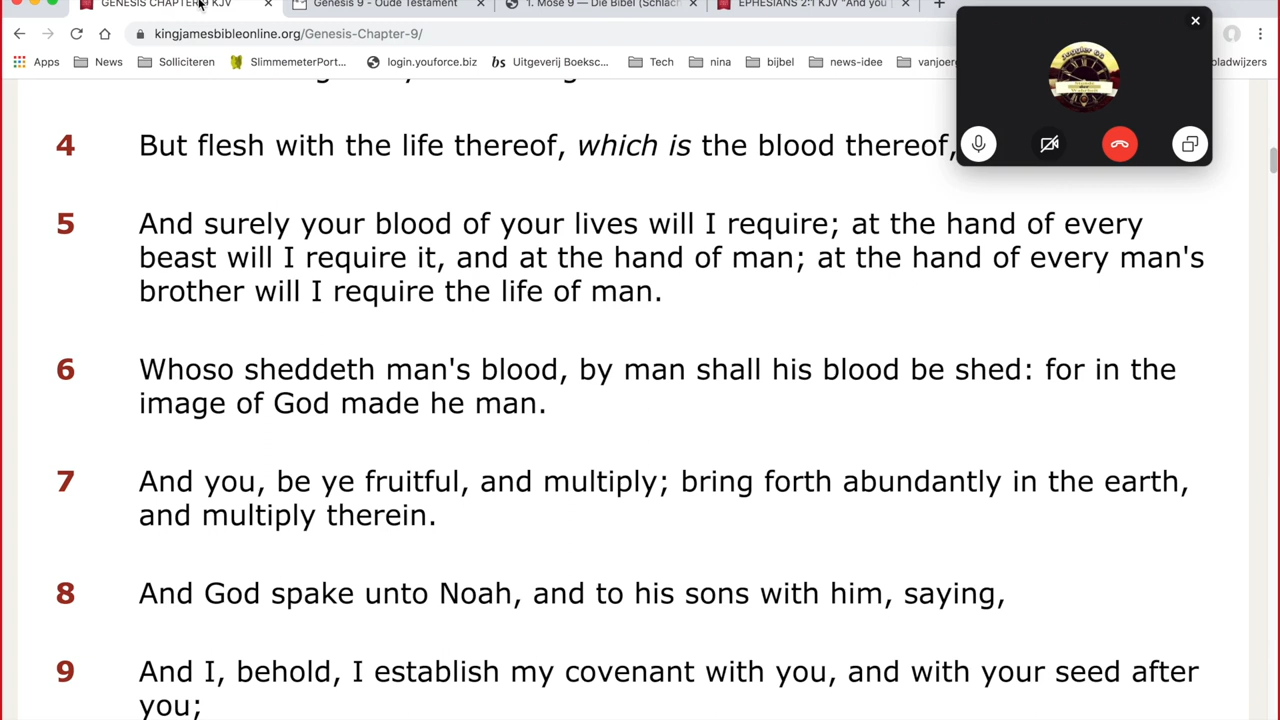 GENESIS CHAPTER 9 KJV
Genesis 9 - Oude Testament
1. Mose 9 — Die Bibel (Schlach
EPHESIANS 2:1 KJV "And you
kingjamesbibleonline.org/Genesis-Chapter-9/
Apps News Solliciteren SlimmemeterPort... login.youforce.biz bs Uitgeverij Boeksc... Tech nina bijbel news-idee vanjoerg oladwijzers
4 But flesh with the life thereof, which is the blood thereof,
5 And surely your blood of your lives will I require; at the hand of every
beast will I require it, and at the hand of man; at the hand of every man's
brother will I require the life of man.
6 Whoso sheddeth man's blood, by man shall his blood be shed: for in the
image of God made he man.
7 And you, be ye fruitful, and multiply; bring forth abundantly in the earth,
and multiply therein.
8 And God spake unto Noah, and to his sons with him, saying,
9 And I, behold, I establish my covenant with you, and with your seed after
you;